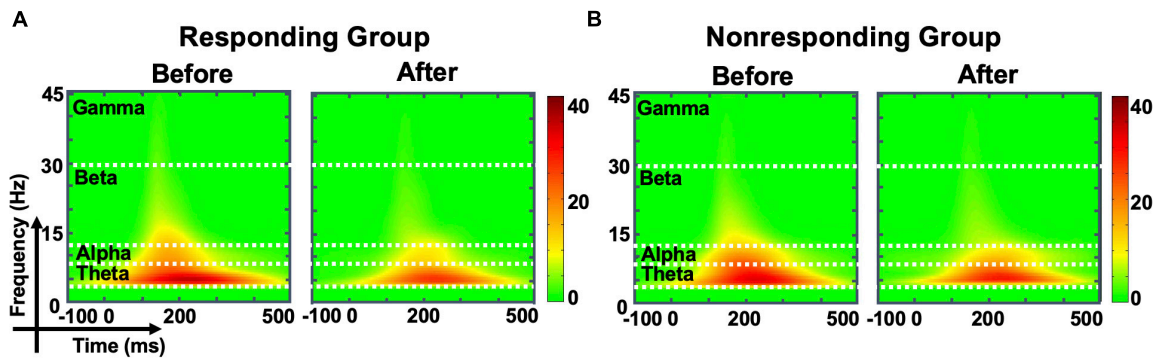 A
Responding Group
Before
After
45
30
15
0
Frequency (Hz)
Gamma
Beta
Alpha
Theta
-100 0 200 500
-100 0 200 500
Time (ms)
40
20
0
B
Nonresponding Group
Before
After
45
30
15
0
Gamma
Beta
Alpha
Theta
-100 0 200 500
-100 0 200 500
40
20
0